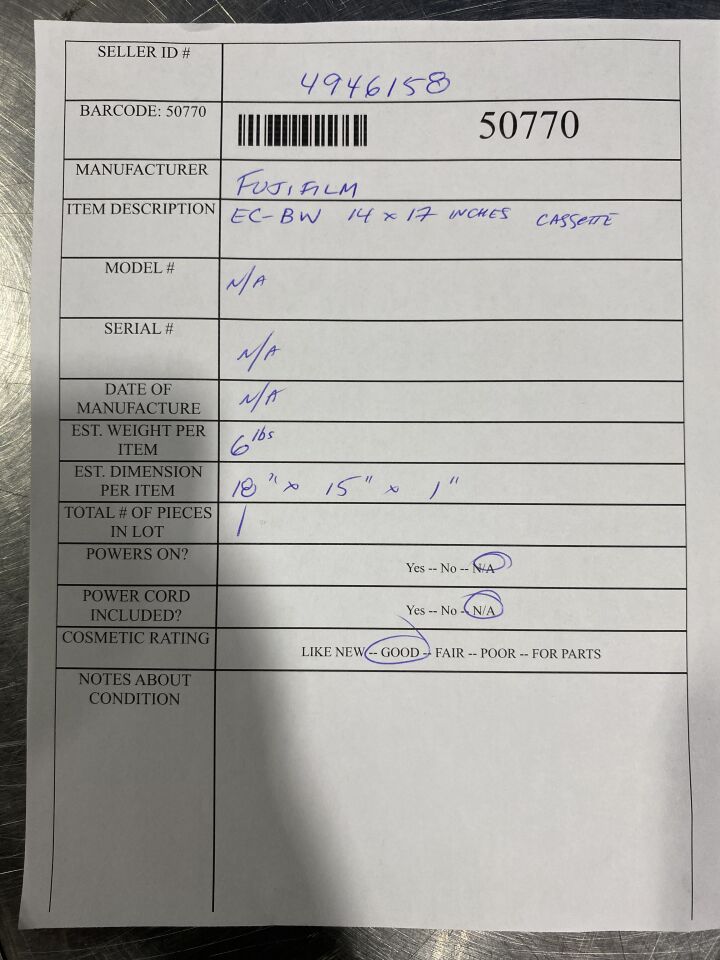 SELLER ID #
4946158
BARCODE: 50770
50770
MANUFACTURER
FUJIFILM
ITEM DESCRIPTION
EC-BW 14 x 17 INCHES CASSETTE
MODEL #
N/A
SERIAL #
N/A
DATE OF
MANUFACTURE
N/A
EST. WEIGHT PER
ITEM
6 lbs
EST. DIMENSION
PER ITEM
18" x 15" x 1"
TOTAL # OF PIECES
IN LOT
1
POWERS ON?
Yes -- No -- N/A
POWER CORD
INCLUDED?
Yes -- No -- N/A
COSMETIC RATING
LIKE NEW -- GOOD -- FAIR -- POOR -- FOR PARTS
NOTES ABOUT
CONDITION